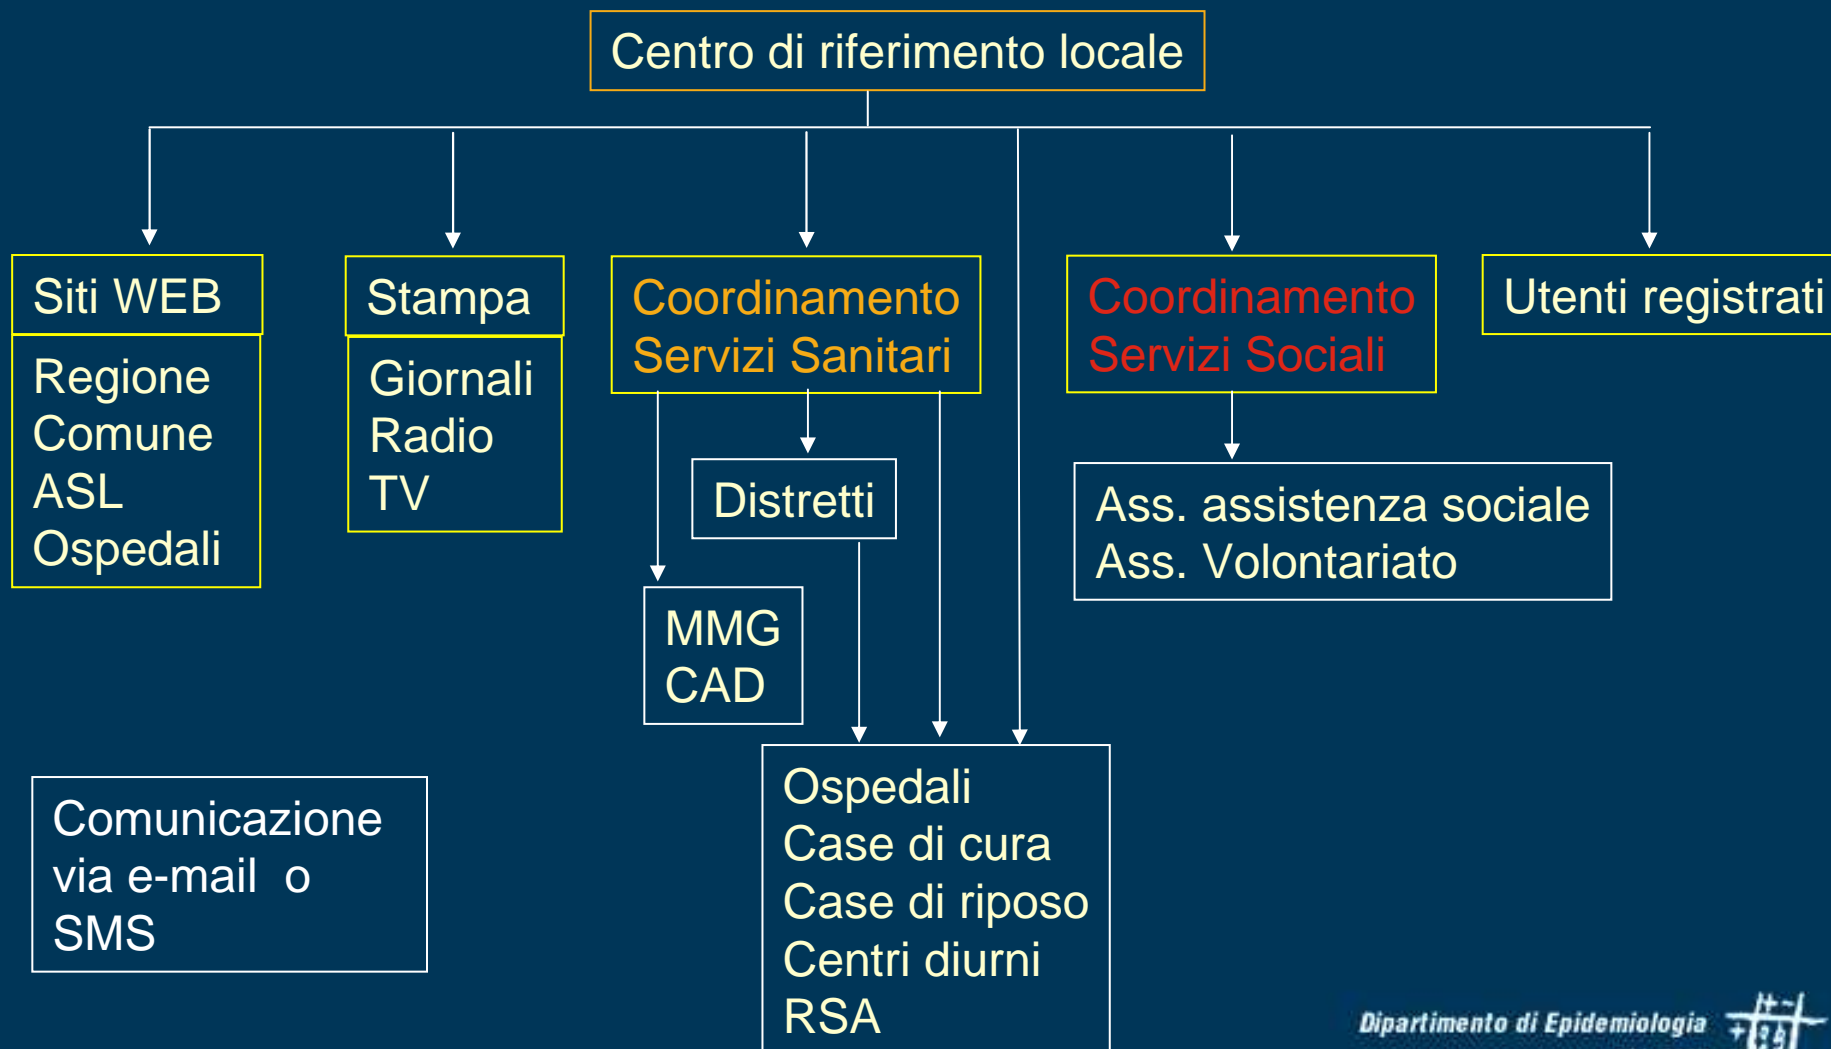 Centro di riferimento locale
Siti WEB
Regione
Comune
ASL
Ospedali
Stampa
Giornali
Radio
TV
Coordinamento
Servizi Sanitari
Coordinamento
Servizi Sociali
Utenti registrati
Distretti
Ass. assistenza sociale
Ass. Volontariato
MMG
CAD
Ospedali
Case di cura
Case di riposo
Centri diurni
RSA
Comunicazione
via e-mail o
SMS
Dipartimento di Epidemiologia